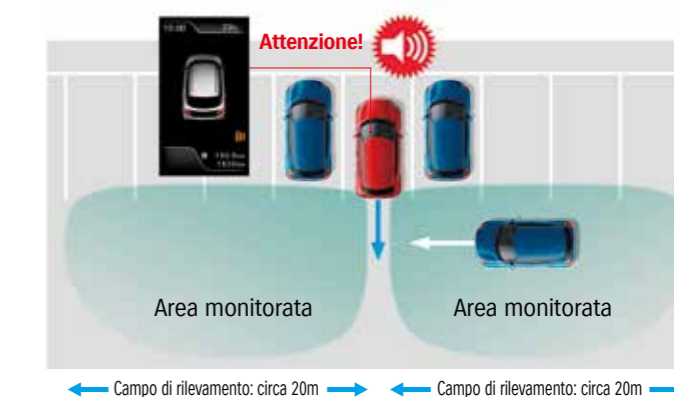 Attenzione!
Area monitorata
Area monitorata
Campo di rilevamento: circa 20m
Campo di rilevamento: circa 20m